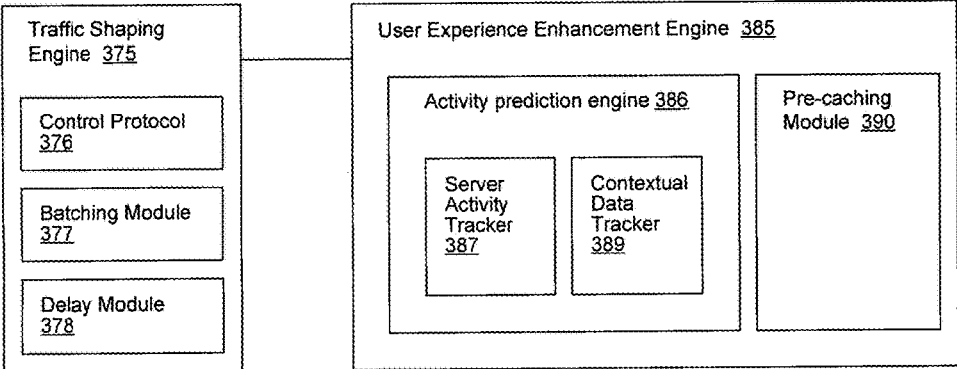 Traffic Shaping
Engine 375
Control Protocol
376
Batching Module
377
Delay Module
378
User Experience Enhancement Engine 385
Activity prediction engine 386
Server
Activity
Tracker
387
Contextual
Data
Tracker
389
Pre-caching
Module 390